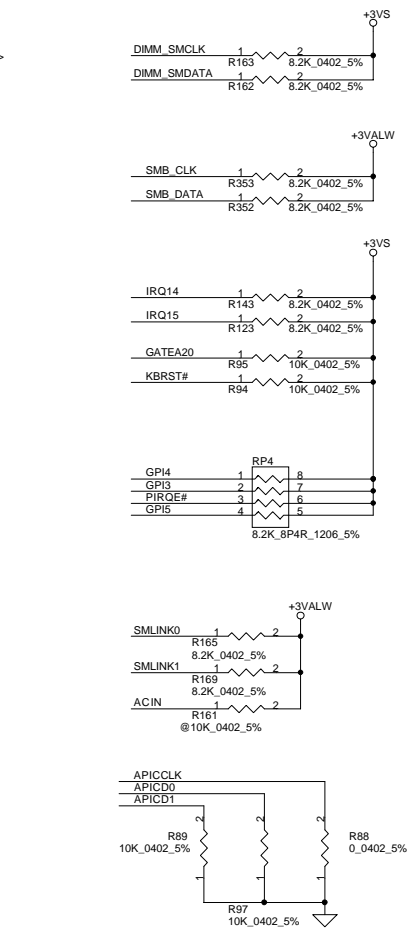 +3VS
DIMM_SMCLK 1 2
R163 8.2K_0402_5%
DIMM_SMDATA 1 2
R162 8.2K_0402_5%
+3VALW
SMB_CLK 1 2
R353 8.2K_0402_5%
SMB_DATA 1 2
R352 8.2K_0402_5%
+3VS
IRQ14 1 2
R143 8.2K_0402_5%
IRQ15 1 2
R123 8.2K_0402_5%
GATEA20 1 2
R95 10K_0402_5%
KBRST# 1 2
R94 10K_0402_5%
RP4
GPI4 1 8
GPI3 2 7
PIRQE# 3 6
GPI5 4 5
8.2K_8P4R_1206_5%
+3VALW
SMLINK0 1 2
R165
8.2K_0402_5%
SMLINK1 1 2
R169
8.2K_0402_5%
ACIN 1 2
R161
@10K_0402_5%
APICCLK
APICD0
APICD1
2 2 2
R89 R88
10K_0402_5% 0_0402_5%
1 1 1
R97
10K_0402_5%